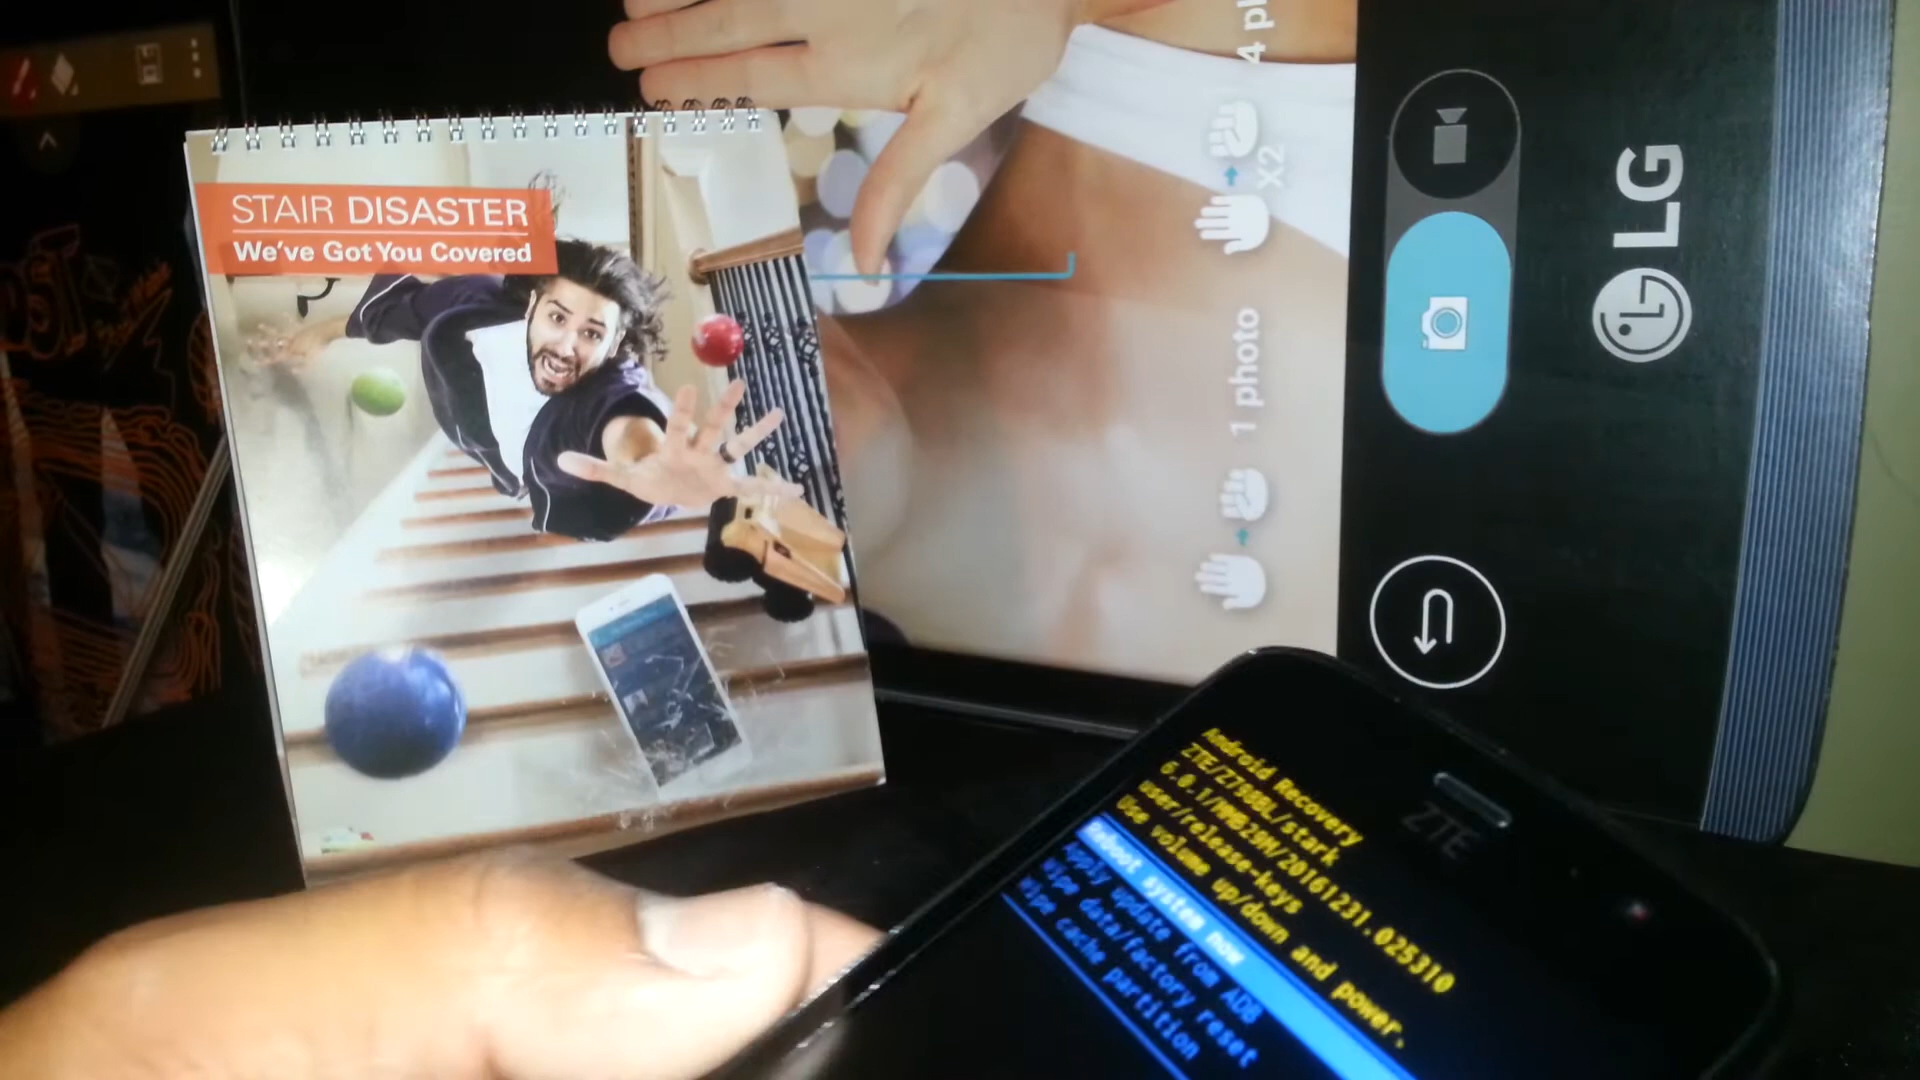 STAIR DISASTER
We've Got You Covered
4 pl
X2
1 photo
LG
ZTE
Android Recovery
ZTE/Z788BL/stark
6.0.1/MMB29M/20161231.025310
user/release-keys
Use volume up/down and power.
Reboot system now
Apply update from ADB
Wipe data/factory reset
Wipe cache partition